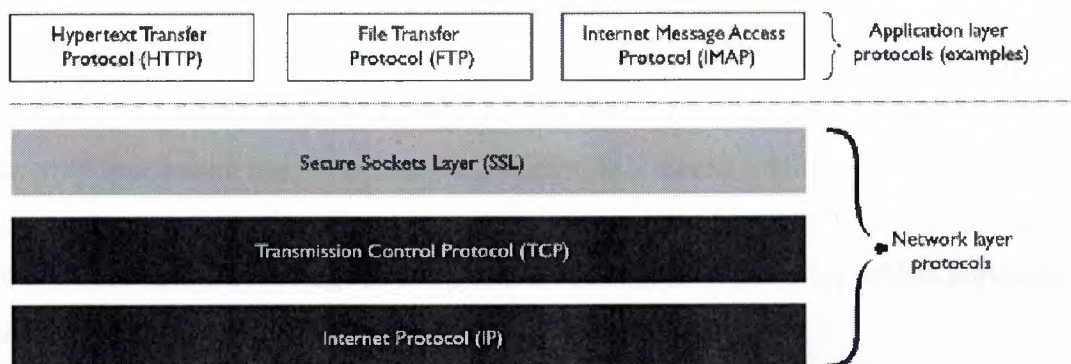 Hypertext Transfer
Protocol (HTTP)
File Transfer
Protocol (FTP)
Internet Message Access
Protocol (IMAP)
Application layer
protocols (examples)
Secure Sockets Layer (SSL)
Transmission Control Protocol (TCP)
Internet Protocol (IP)
Network layer
protocols